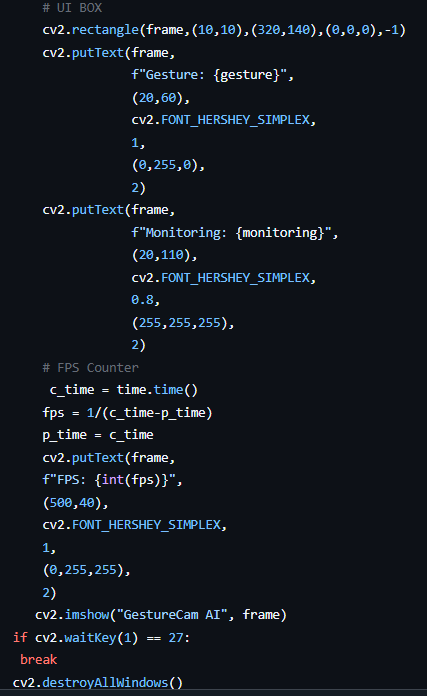 # UI BOX
cv2.rectangle(frame,(10,10),(320,140),(0,0,0),-1)
cv2.putText(frame,
f"Gesture: {gesture}",
(20,60),
cv2.FONT_HERSHEY_SIMPLEX,
1,
(0,255,0),
2)
cv2.putText(frame,
f"Monitoring: {monitoring}",
(20,110),
cv2.FONT_HERSHEY_SIMPLEX,
0.8,
(255,255,255),
2)
# FPS Counter
c_time = time.time()
fps = 1/(c_time-p_time)
p_time = c_time
cv2.putText(frame,
f"FPS: {int(fps)}",
(500,40),
cv2.FONT_HERSHEY_SIMPLEX,
1,
(0,255,255),
2)
cv2.imshow("GestureCam AI", frame)
if cv2.waitKey(1) == 27:
break
cv2.destroyAllWindows()